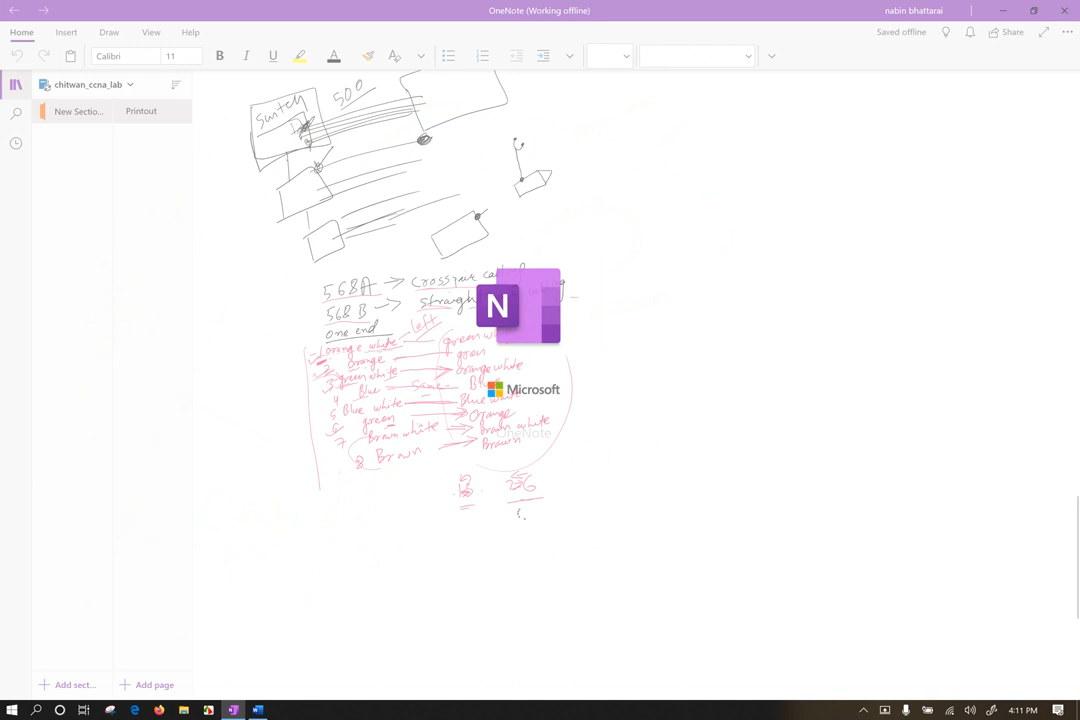 OneNote (Working offline)
nabin bhattarai
Home Insert Draw View Help
Saved offline
Share
Calibri 11
B I U A
chitwan_ccna_lab
New Sectio... Printout
Switch 500
568A → crossover
568B → straigh
one end
left
1 orange white green w
2 orange green
3 green white orange white
4 Blue same Blue
5 Blue white Blue white
6 green Orange
7 Brown white brown white
8 Brown Brown
N
Microsoft
OneNote
13 26
Add sect... Add page
4:11 PM